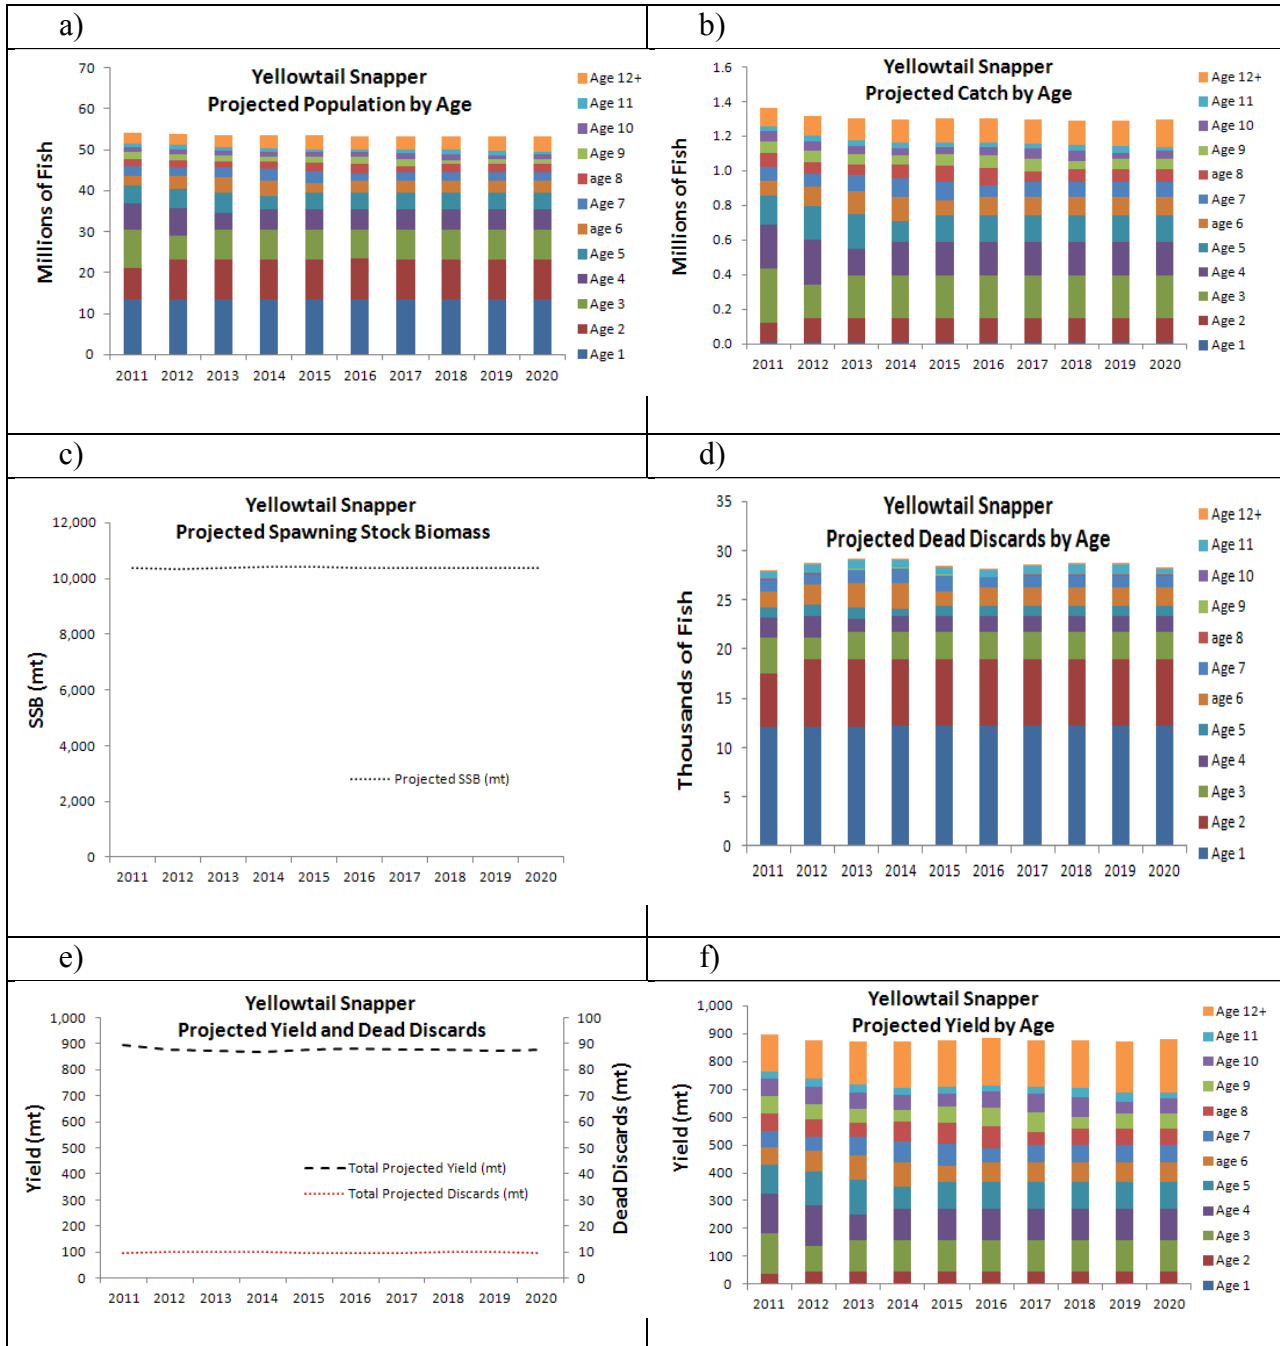 a)
Yellowtail Snapper
Projected Population by Age
Millions of Fish
70
60
50
40
30
20
10
0
2011 2012 2013 2014 2015 2016 2017 2018 2019 2020
Age 12+
Age 11
Age 10
Age 9
age 8
Age 7
age 6
Age 5
Age 4
Age 3
Age 2
Age 1
b)
Yellowtail Snapper
Projected Catch by Age
Millions of Fish
1.6
1.4
1.2
1.0
0.8
0.6
0.4
0.2
0.0
2011 2012 2013 2014 2015 2016 2017 2018 2019 2020
Age 12+
Age 11
Age 10
Age 9
age 8
Age 7
age 6
Age 5
Age 4
Age 3
Age 2
Age 1
c)
Yellowtail Snapper
Projected Spawning Stock Biomass
SSB (mt)
12,000
10,000
8,000
6,000
4,000
2,000
0
Projected SSB (mt)
2011 2012 2013 2014 2015 2016 2017 2018 2019 2020
d)
Yellowtail Snapper
Projected Dead Discards by Age
Thousands of Fish
35
30
25
20
15
10
5
0
2011 2012 2013 2014 2015 2016 2017 2018 2019 2020
Age 12+
Age 11
Age 10
Age 9
age 8
Age 7
age 6
Age 5
Age 4
Age 3
Age 2
Age 1
e)
Yellowtail Snapper
Projected Yield and Dead Discards
Yield (mt)
1,000
900
800
700
600
500
400
300
200
100
0
Total Projected Yield (mt)
Total Projected Discards (mt)
100
90
80
70
60
50
40
30
20
10
0
Dead Discards (mt)
2011 2012 2013 2014 2015 2016 2017 2018 2019 2020
f)
Yellowtail Snapper
Projected Yield by Age
Yield (mt)
1,000
900
800
700
600
500
400
300
200
100
0
2011 2012 2013 2014 2015 2016 2017 2018 2019 2020
Age 12+
Age 11
Age 10
Age 9
age 8
Age 7
age 6
Age 5
Age 4
Age 3
Age 2
Age 1